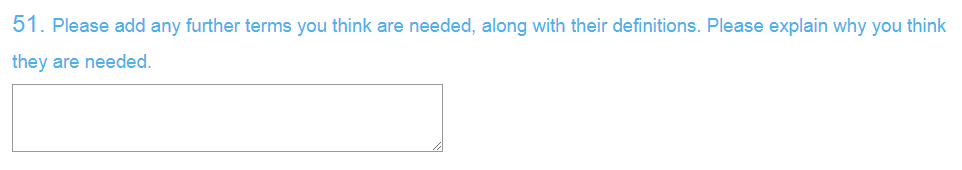 51. Please add any further terms you think are needed, along with their definitions. Please explain why you think
they are needed.